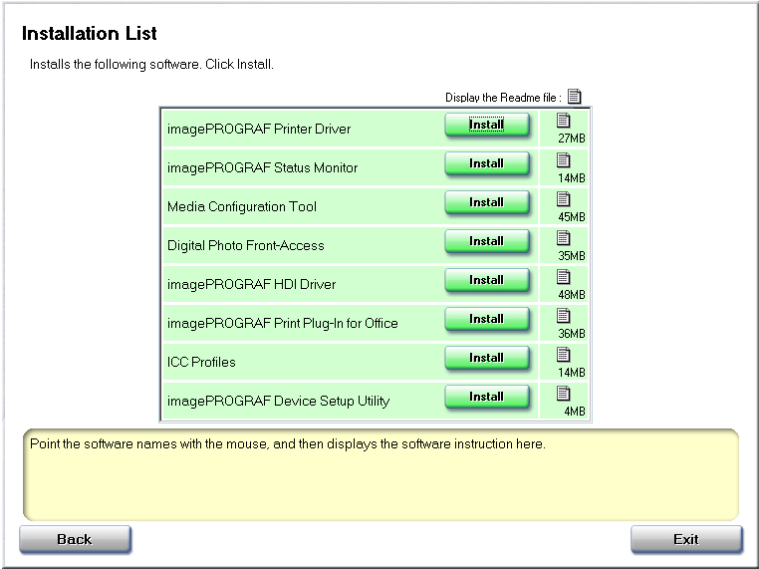 Installation List
Installs the following software. Click Install.
Display the Readme file :
imagePROGRAF Printer Driver Install 27MB
imagePROGRAF Status Monitor Install 14MB
Media Configuration Tool Install 45MB
Digital Photo Front-Access Install 35MB
imagePROGRAF HDI Driver Install 48MB
imagePROGRAF Print Plug-In for Office Install 36MB
ICC Profiles Install 14MB
imagePROGRAF Device Setup Utility Install 4MB
Point the software names with the mouse, and then displays the software instruction here.
Back Exit